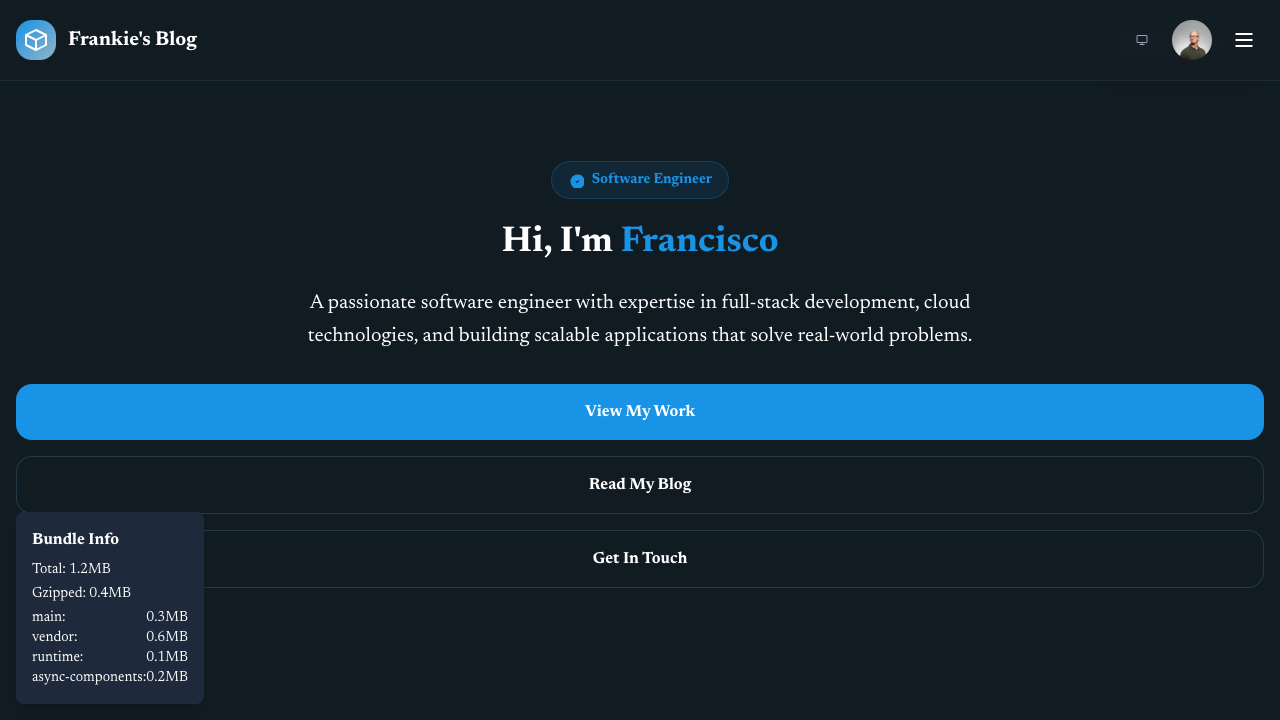 Frankie's Blog
Software Engineer
Hi, I'm Francisco
A passionate software engineer with expertise in full-stack development, cloud
technologies, and building scalable applications that solve real-world problems.
View My Work
Read My Blog
Get In Touch
Bundle Info
Total: 1.2MB
Gzipped: 0.4MB
main: 0.3MB
vendor: 0.6MB
runtime: 0.1MB
async-components:0.2MB